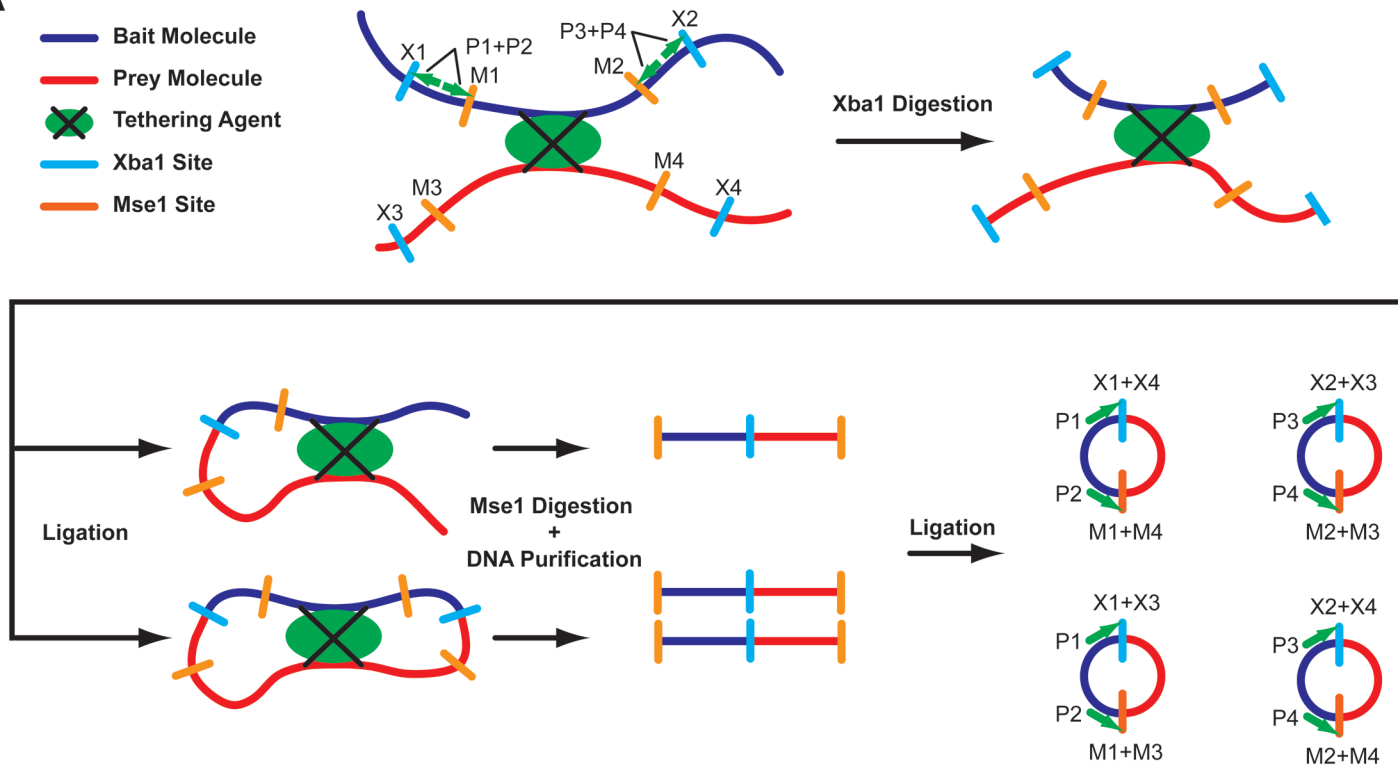 Bait Molecule
Prey Molecule
Tethering Agent
Xba1 Site
Mse1 Site
X1
P1+P2
M1
P3+P4
X2
M2
M3
X3
M4
X4
Xba1 Digestion
Ligation
Mse1 Digestion
+
DNA Purification
Ligation
X1+X4
P1
P2
M1+M4
X2+X3
P3
P4
M2+M3
X1+X3
P1
P2
M1+M3
X2+X4
P3
P4
M2+M4